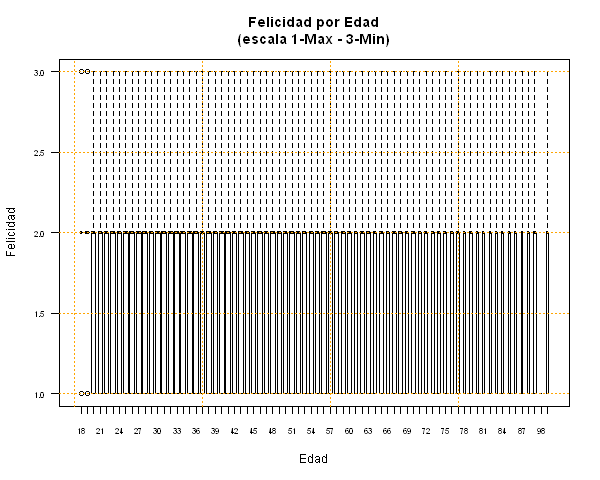 Felicidad por Edad
(escala 1-Max - 3-Min)
Felicidad
3.0
2.5
2.0
1.5
1.0
18 21 24 27 30 33 36 39 42 45 48 51 54 57 60 63 66 69 72 75 78 81 84 87 98
Edad